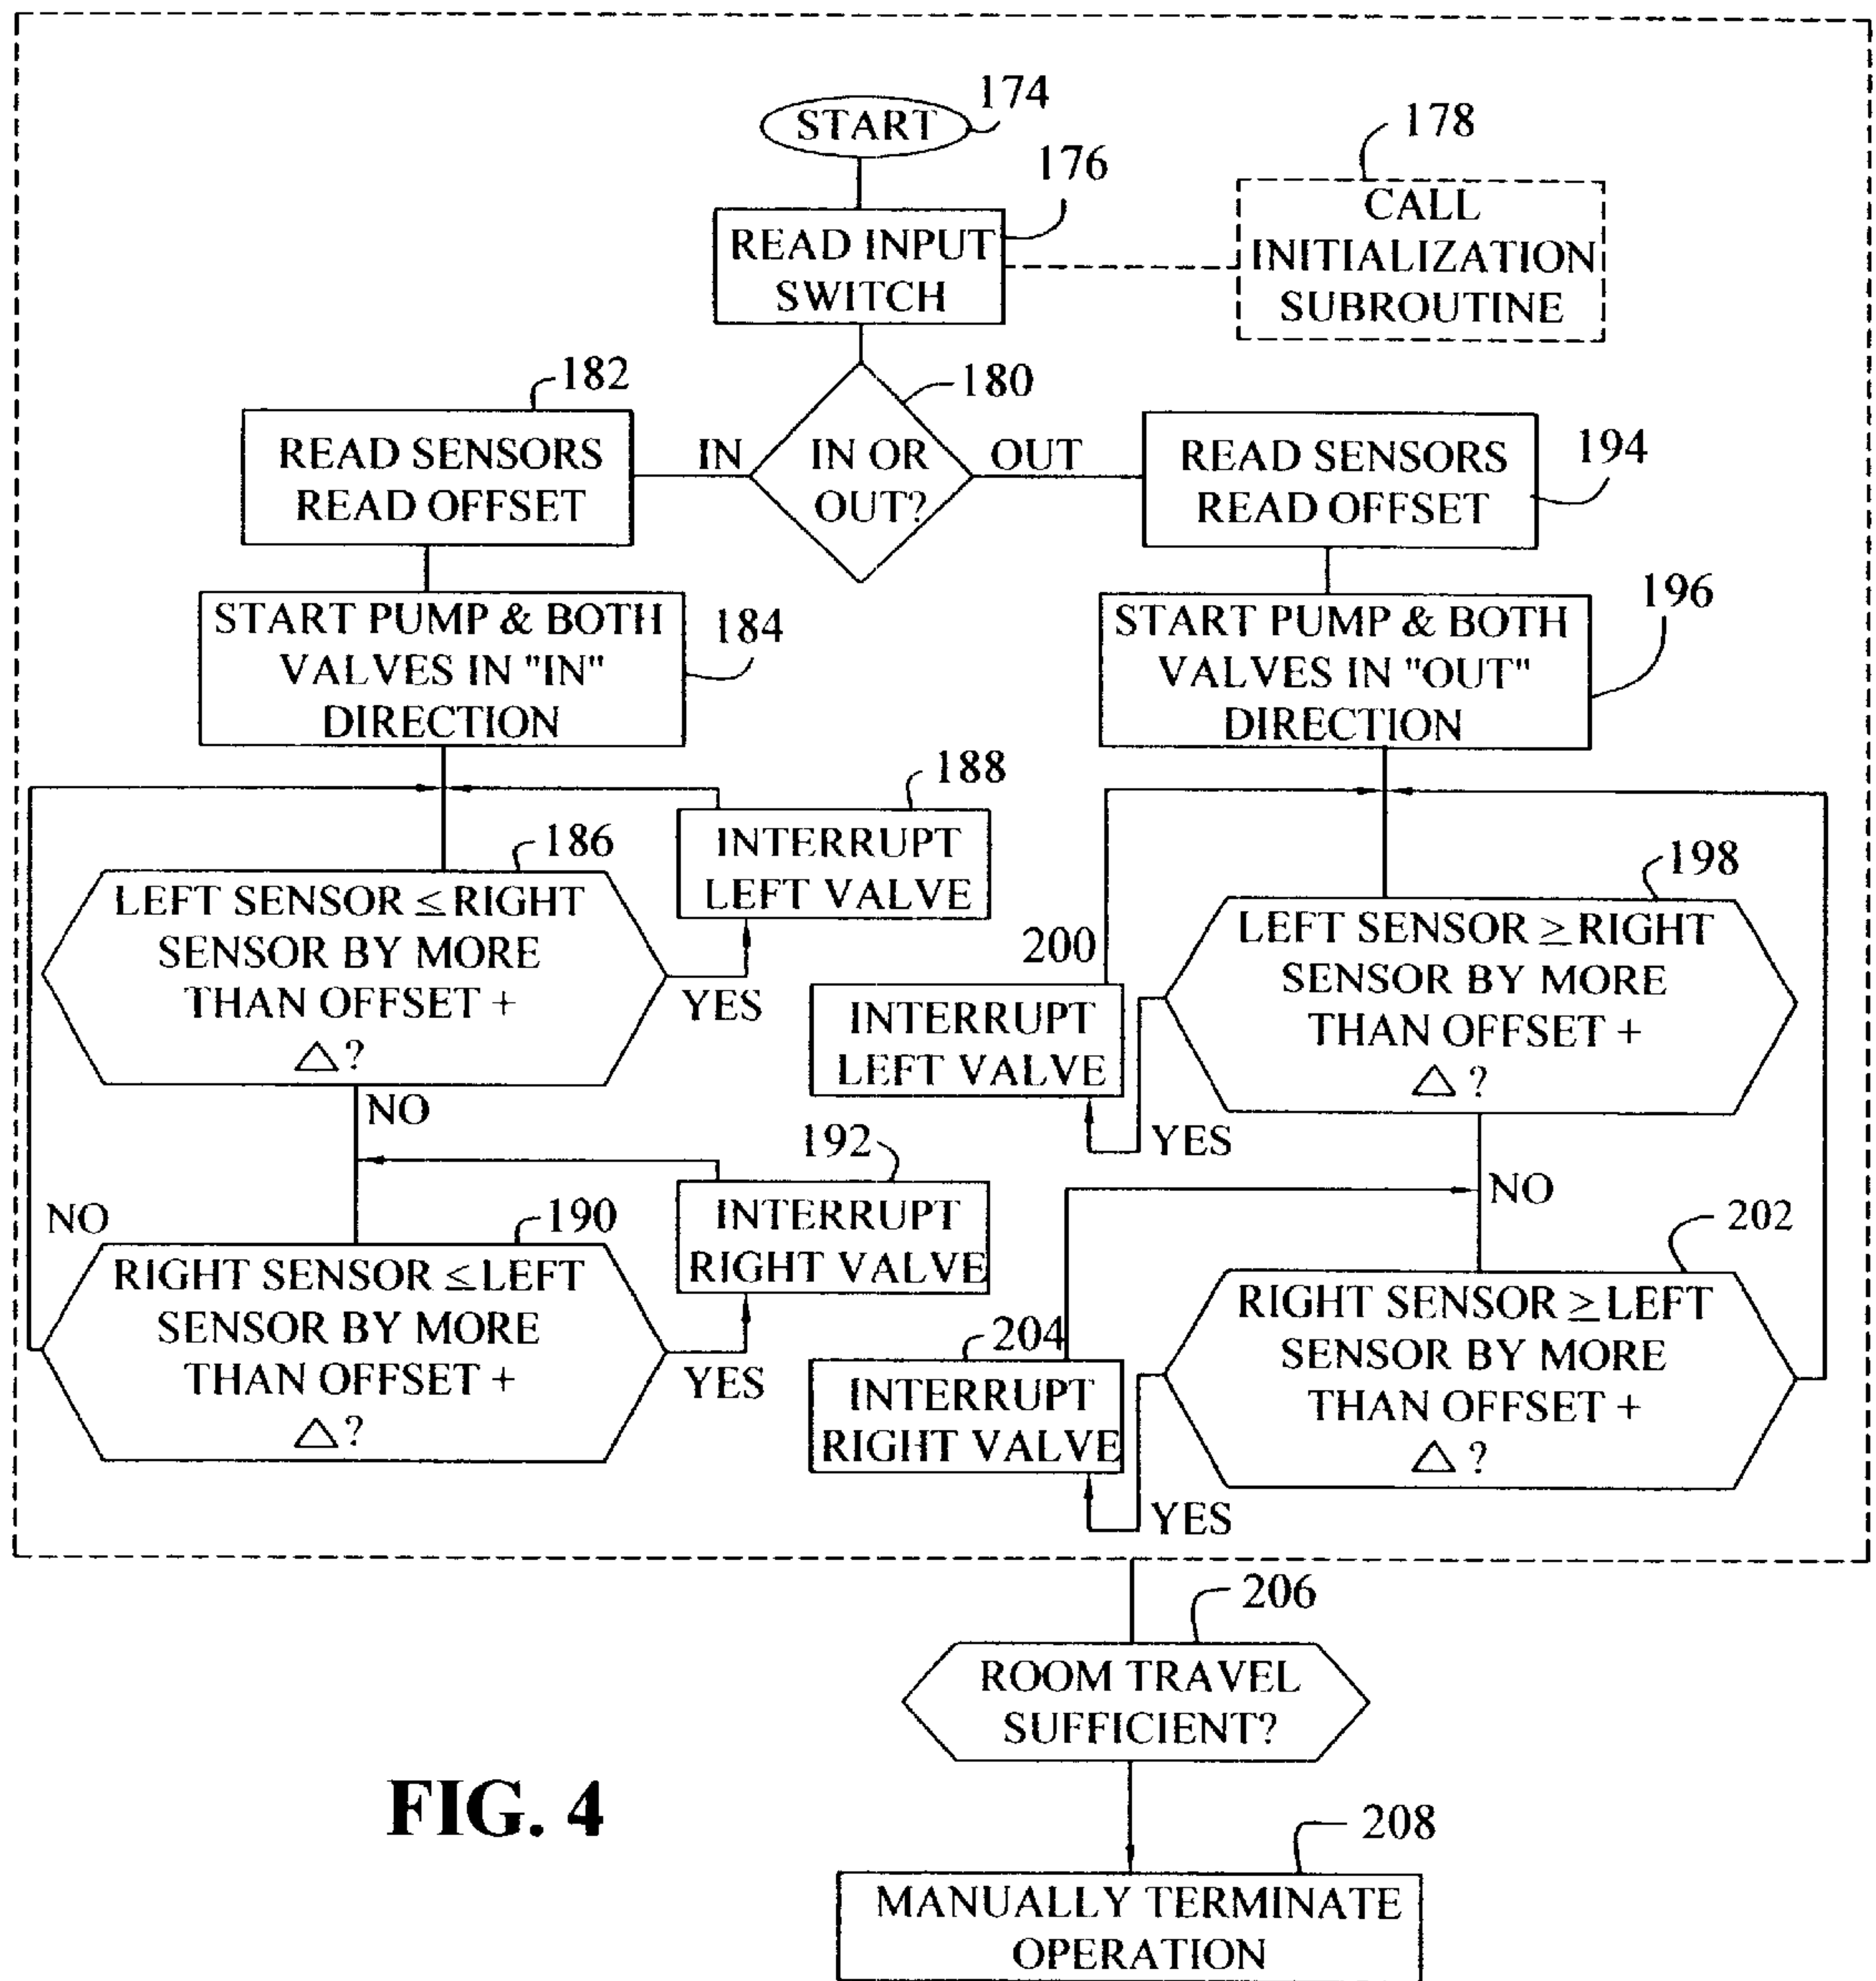 174
START
178
176
CALL
INITIALIZATION
SUBROUTINE
READ INPUT
SWITCH
182
180
READ SENSORS
READ OFFSET
IN
IN OR
OUT?
OUT
READ SENSORS
READ OFFSET
194
START PUMP & BOTH
VALVES IN "IN"
DIRECTION
184
START PUMP & BOTH
VALVES IN "OUT"
DIRECTION
196
188
INTERRUPT
LEFT VALVE
186
LEFT SENSOR ≤ RIGHT
SENSOR BY MORE
THAN OFFSET +
△ ?
YES
NO
198
LEFT SENSOR ≥ RIGHT
SENSOR BY MORE
THAN OFFSET +
△ ?
200
INTERRUPT
LEFT VALVE
YES
NO
192
INTERRUPT
RIGHT VALVE
NO
190
RIGHT SENSOR ≤ LEFT
SENSOR BY MORE
THAN OFFSET +
△ ?
YES
202
RIGHT SENSOR ≥ LEFT
SENSOR BY MORE
THAN OFFSET +
△ ?
204
INTERRUPT
RIGHT VALVE
YES
206
ROOM TRAVEL
SUFFICIENT?
FIG. 4
208
MANUALLY TERMINATE
OPERATION